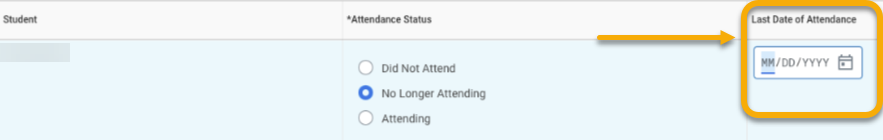 Student
*Attendance Status
Last Date of Attendance
Did Not Attend
No Longer Attending
Attending
MM/DD/YYYY